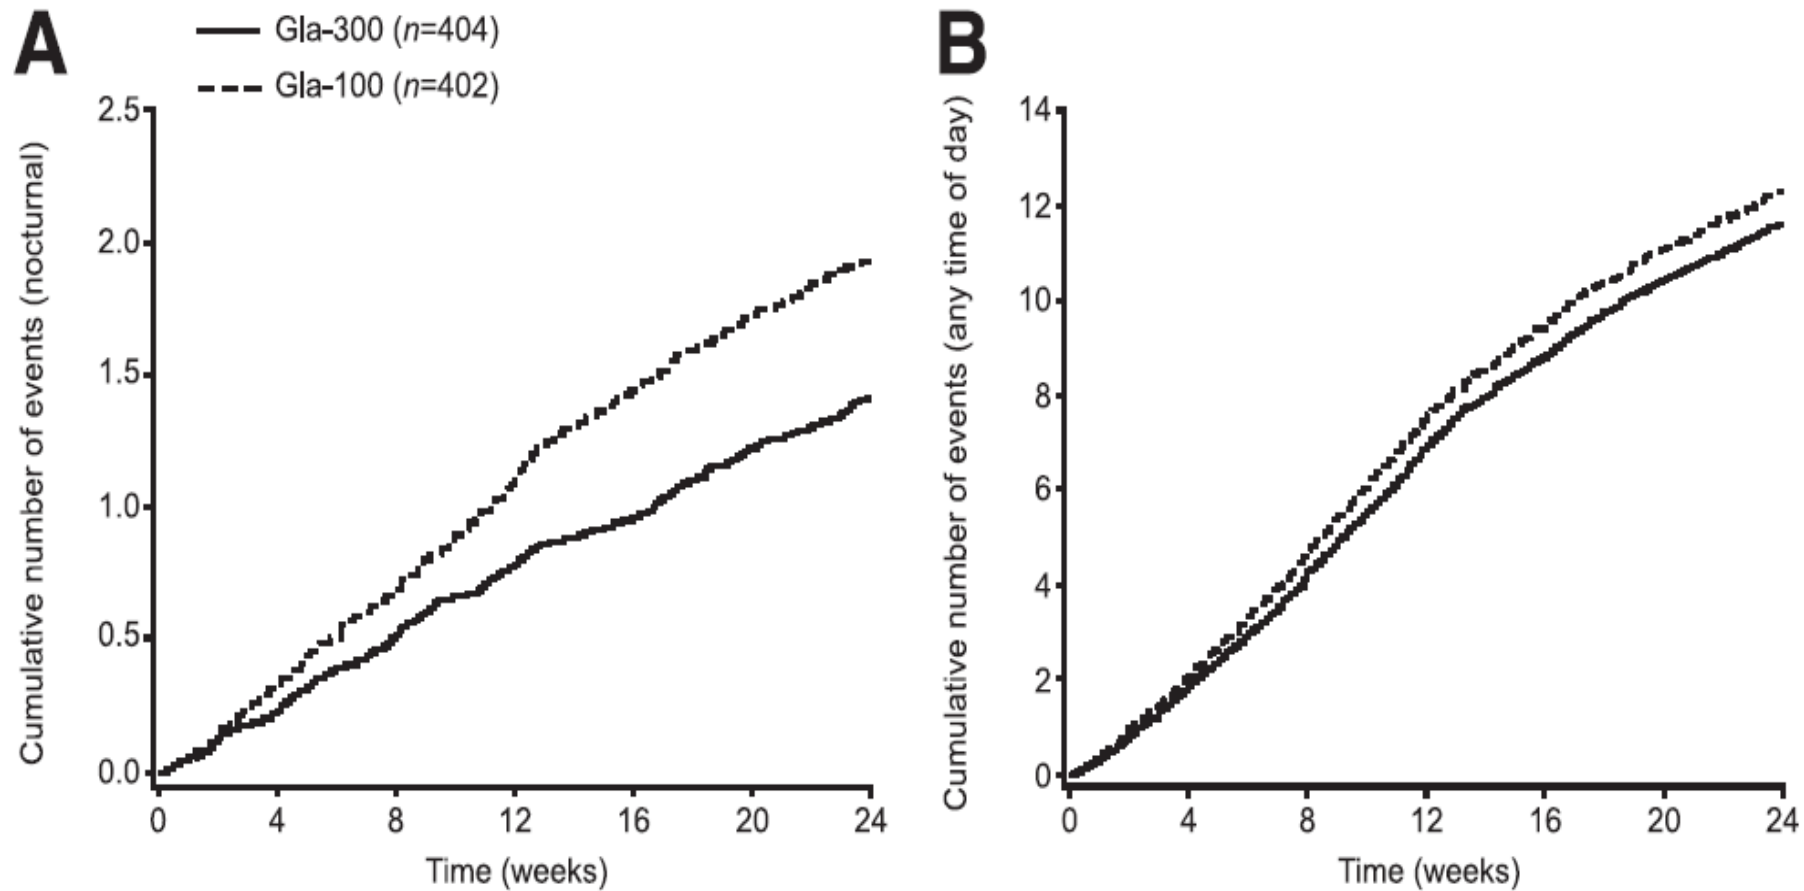 A
Gla-300 (n=404)
Gla-100 (n=402)
Cumulative number of events (nocturnal)
2.5
2.0
1.5
1.0
0.5
0.0
0 4 8 12 16 20 24
Time (weeks)
B
Cumulative number of events (any time of day)
14
12
10
8
6
4
2
0
0 4 8 12 16 20 24
Time (weeks)